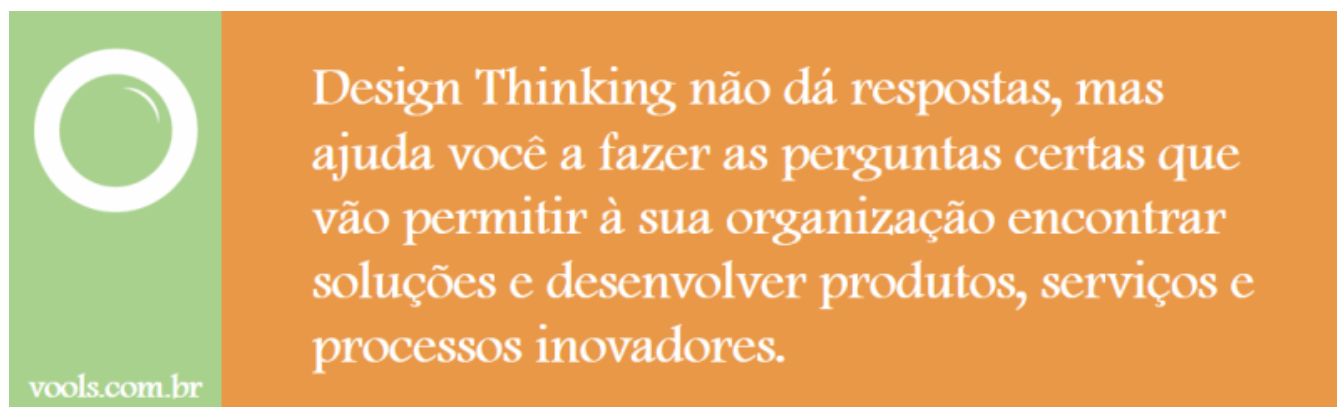 Design Thinking não dá respostas, mas
ajuda você a fazer as perguntas certas que
vão permitir à sua organização encontrar
soluções e desenvolver produtos, serviços e
processos inovadores.
vools.com.br